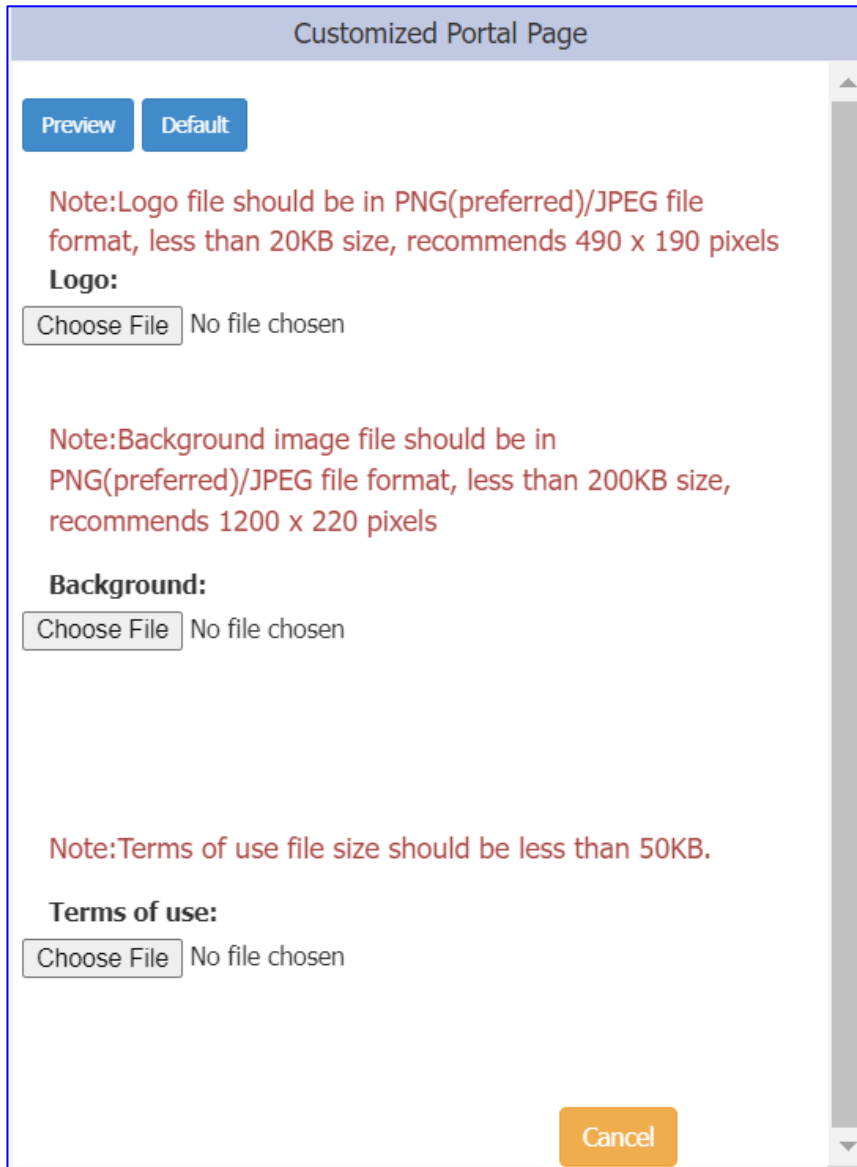 Customized Portal Page
Preview Default
Note:Logo file should be in PNG(preferred)/JPEG file
format, less than 20KB size, recommends 490 x 190 pixels
Logo:
Choose File No file chosen
Note:Background image file should be in
PNG(preferred)/JPEG file format, less than 200KB size,
recommends 1200 x 220 pixels
Background:
Choose File No file chosen
Note:Terms of use file size should be less than 50KB.
Terms of use:
Choose File No file chosen
Cancel